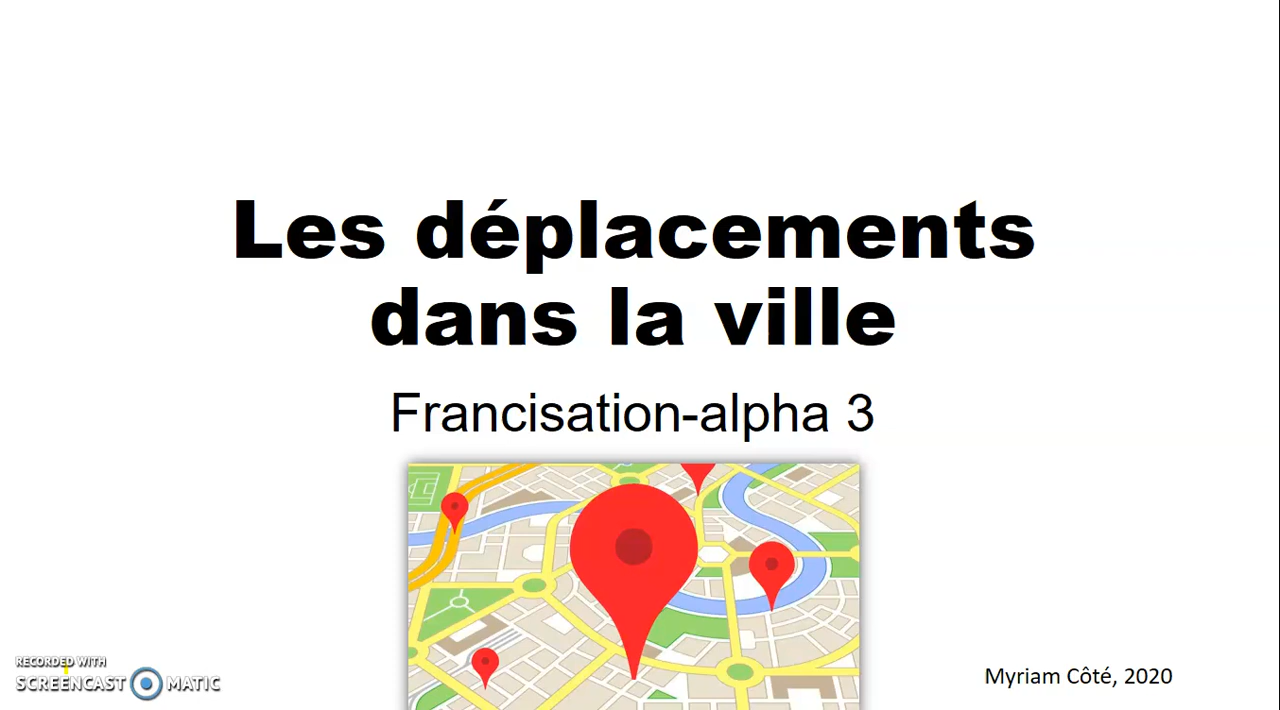 Les déplacements
dans la ville
Francisation-alpha 3
RECORDED WITH
SCREENCAST MATIC
Myriam Côté, 2020